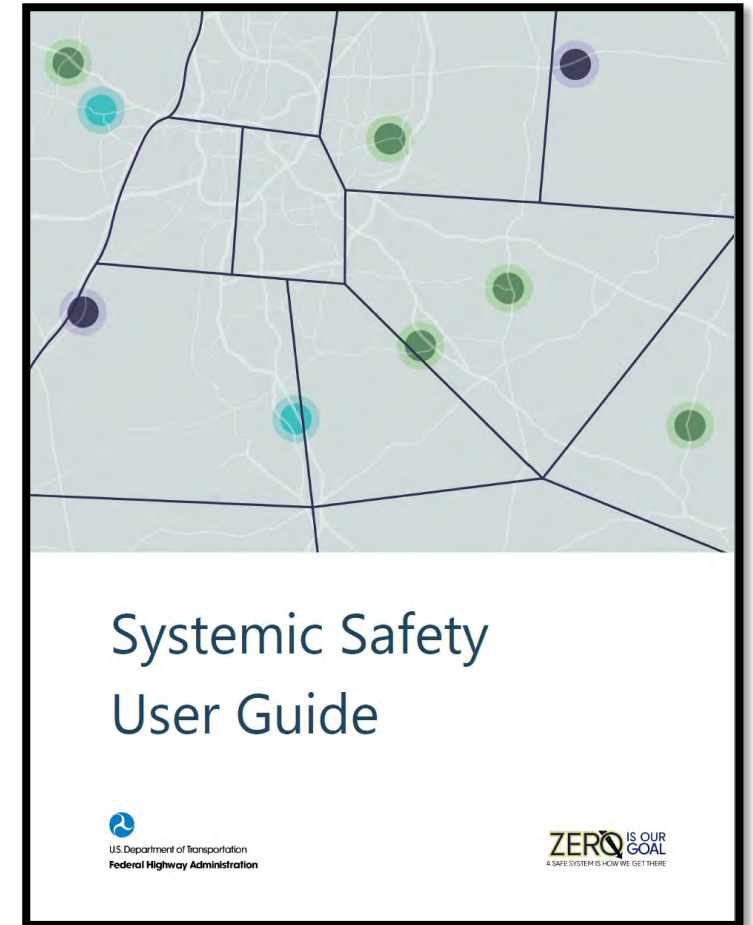 Systemic Safety
User Guide
U.S. Department of Transportation
Federal Highway Administration
ZERO IS OUR GOAL
A SAFE SYSTEM IS HOW WE GET THERE